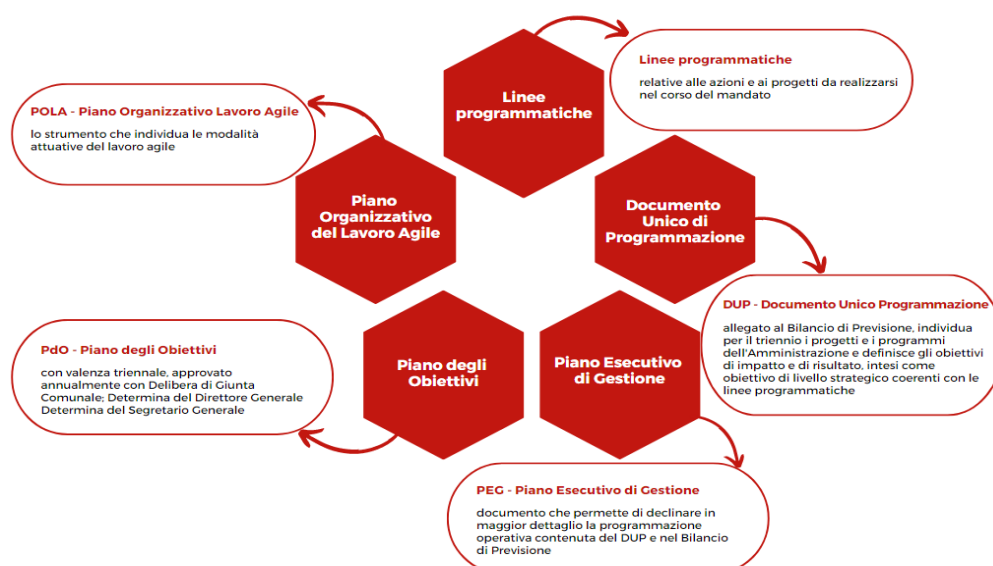 Linee
programmatiche
Linee programmatiche
relative alle azioni e ai progetti da realizzarsi
nel corso del mandato
POLA - Piano Organizzativo Lavoro Agile
lo strumento che individua le modalità
attuative del lavoro agile
Piano
Organizzativo
del Lavoro Agile
Documento
Unico di
Programmazione
DUP - Documento Unico Programmazione
allegato al Bilancio di Previsione, individua
per il triennio i progetti e i programmi
dell'Amministrazione e definisce gli obiettivi
di impatto e di risultato, intesi come
obiettivo di livello strategico coerenti con le
linee programmatiche
PdO - Piano degli Obiettivi
con valenza triennale, approvato
annualmente con Delibera di Giunta
Comunale; Determina del Direttore Generale
Determina del Segretario Generale
Piano degli
Obiettivi
Piano Esecutivo
di Gestione
PEG - Piano Esecutivo di Gestione
documento che permette di declinare in
maggior dettaglio la programmazione
operativa contenuta del DUP e nel Bilancio
di Previsione